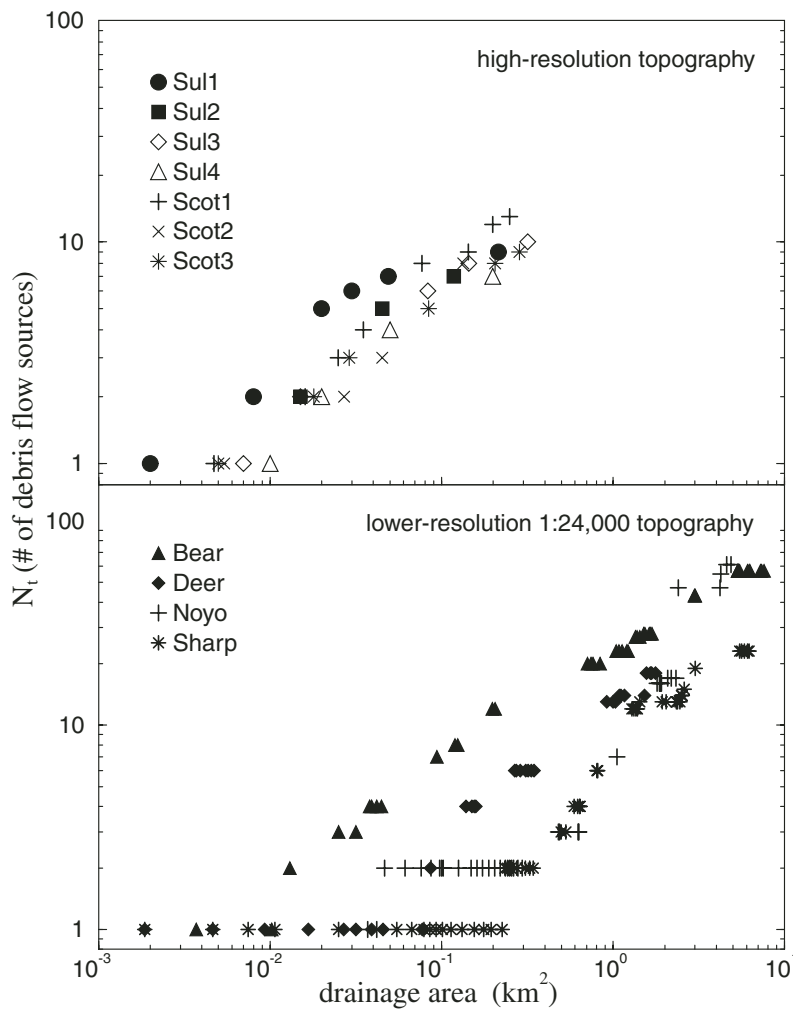 100
high-resolution topography
Sul1
Sul2
Sul3
Sul4
Scot1
Scot2
Scot3
10
1
N_t (# of debris flow sources)
100
lower-resolution 1:24,000 topography
Bear
Deer
Noyo
Sharp
10
1
10^-3 10^-2 10^-1 10^0 10
drainage area (km^2)